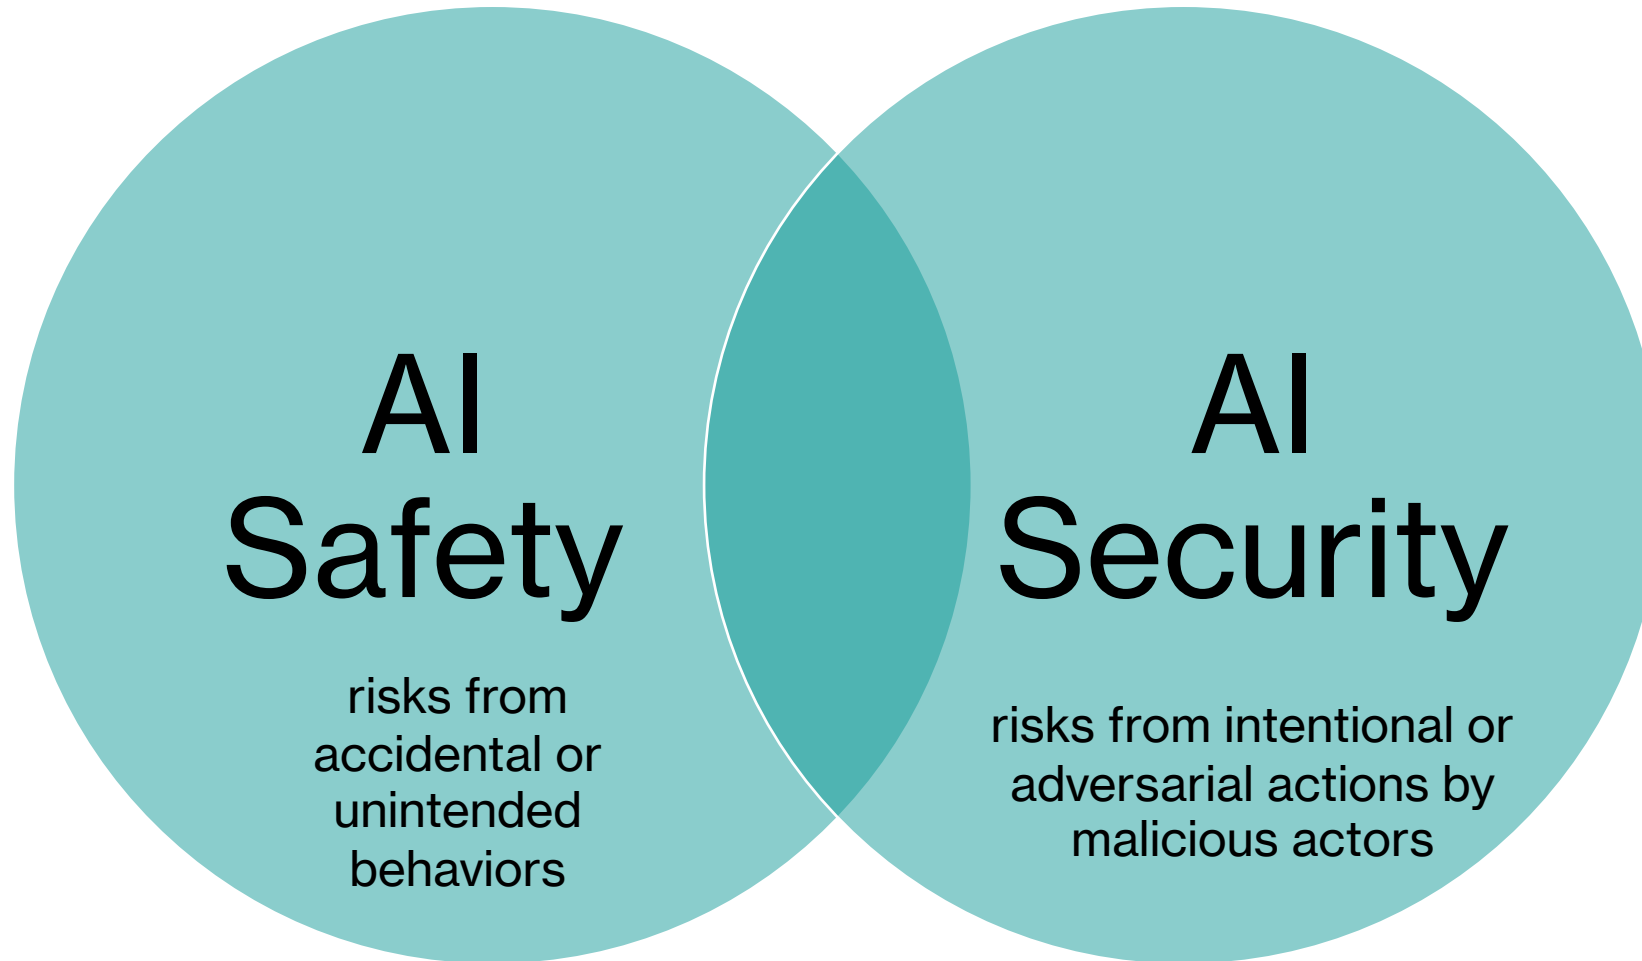 AI
Safety
risks from
accidental or
unintended
behaviors
AI
Security
risks from intentional or
adversarial actions by
malicious actors